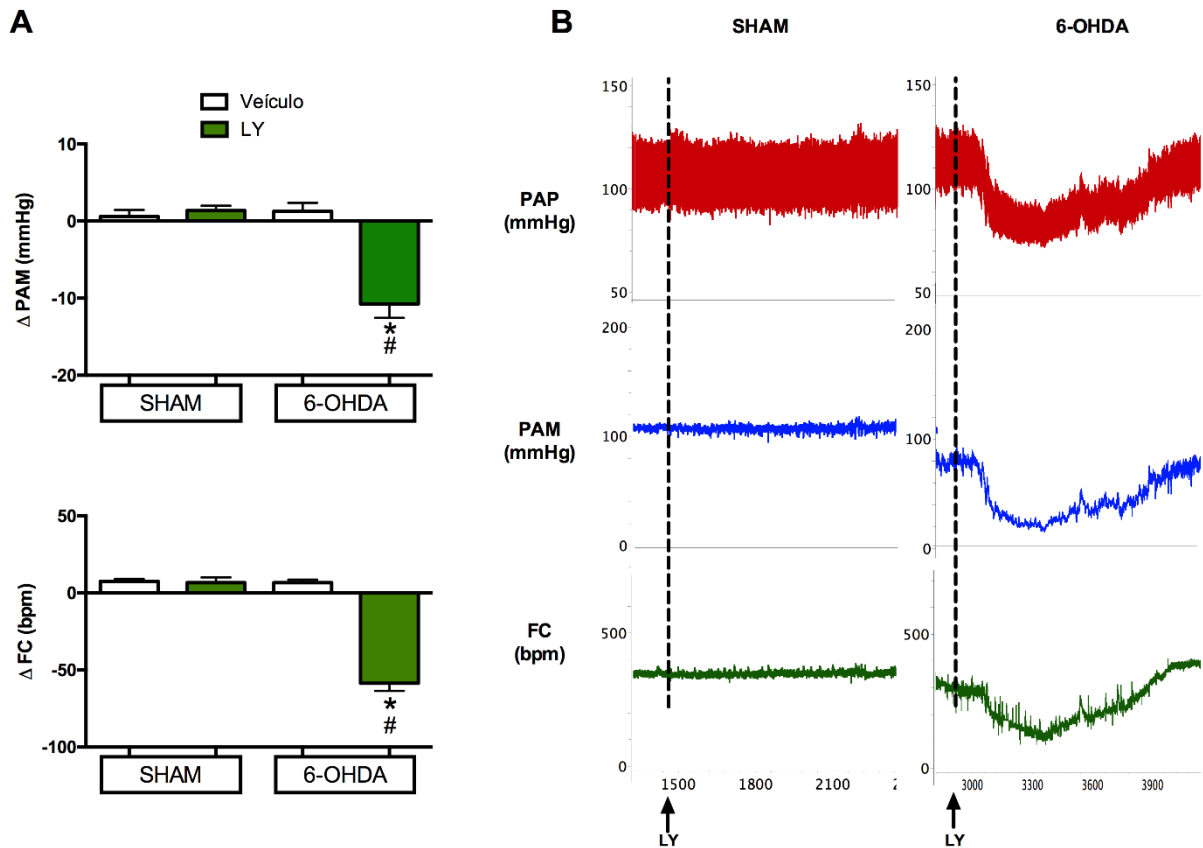 A
Veículo
LY
10
0
-10
-20
Δ PAM (mmHg)
*
#
SHAM
6-OHDA
50
0
-50
-100
Δ FC (bpm)
*
#
SHAM
6-OHDA
B
SHAM
6-OHDA
PAP
(mmHg)
150
100
50
150
100
50
PAM
(mmHg)
200
100
0
200
100
0
FC
(bpm)
500
0
500
0
1500 1800 2100 2
3000 3300 3600 3900
LY
LY